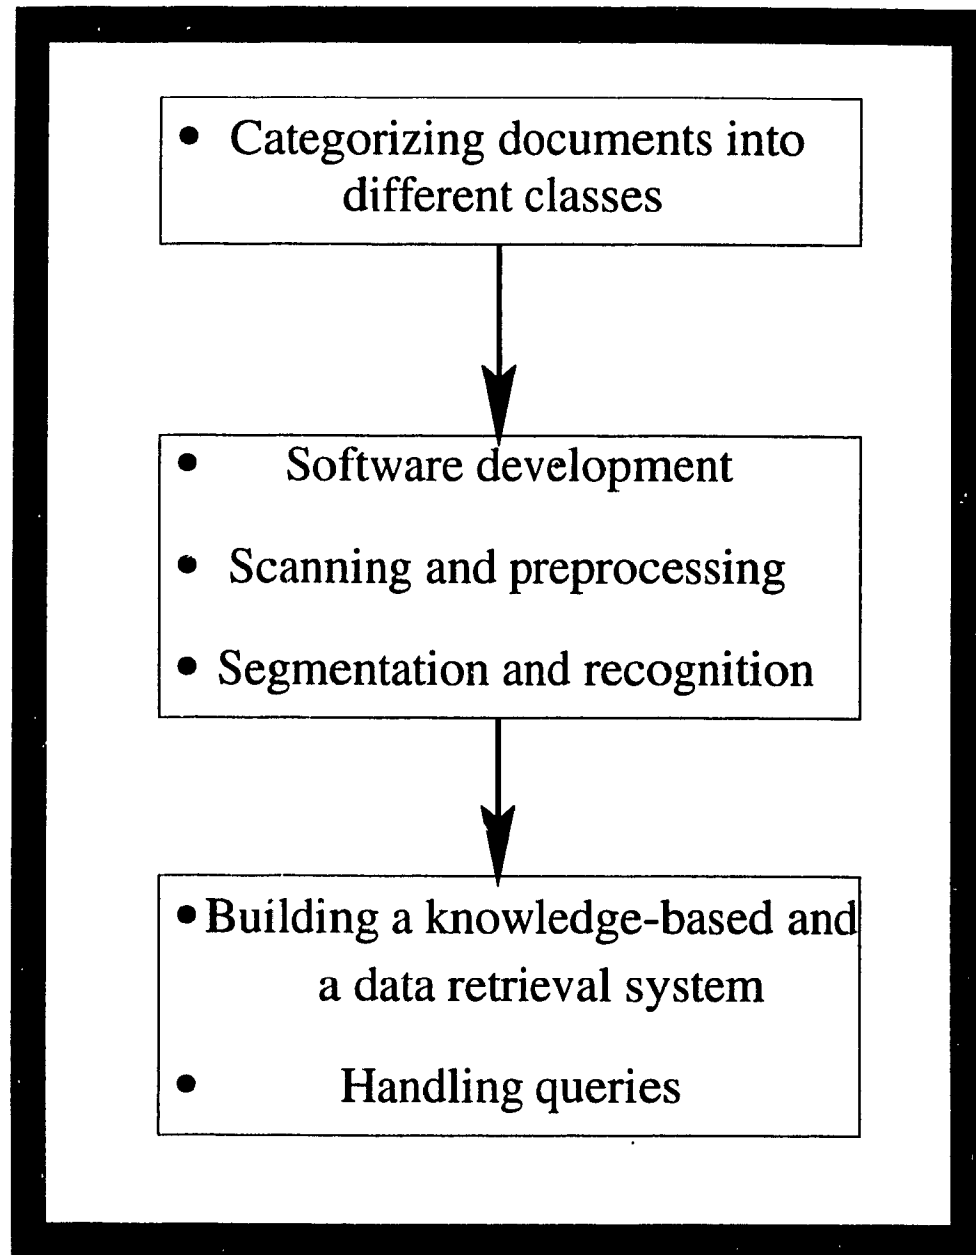 • Categorizing documents into
different classes
• Software development
• Scanning and preprocessing
• Segmentation and recognition
• Building a knowledge-based and
a data retrieval system
• Handling queries